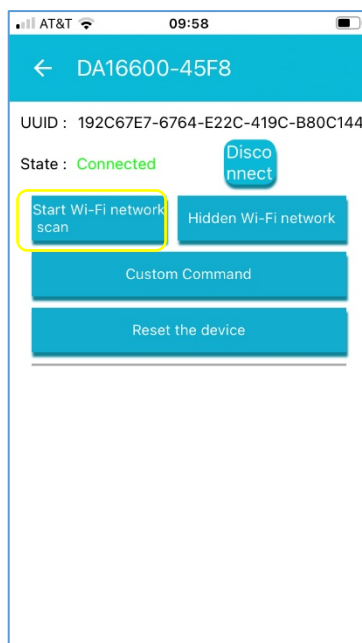 AT&T 09:58
DA16600-45F8
UUID : 192C67E7-6764-E22C-419C-B80C144
State : Connected
Disco
nnect
Start Wi-Fi network
scan
Hidden Wi-Fi network
Custom Command
Reset the device